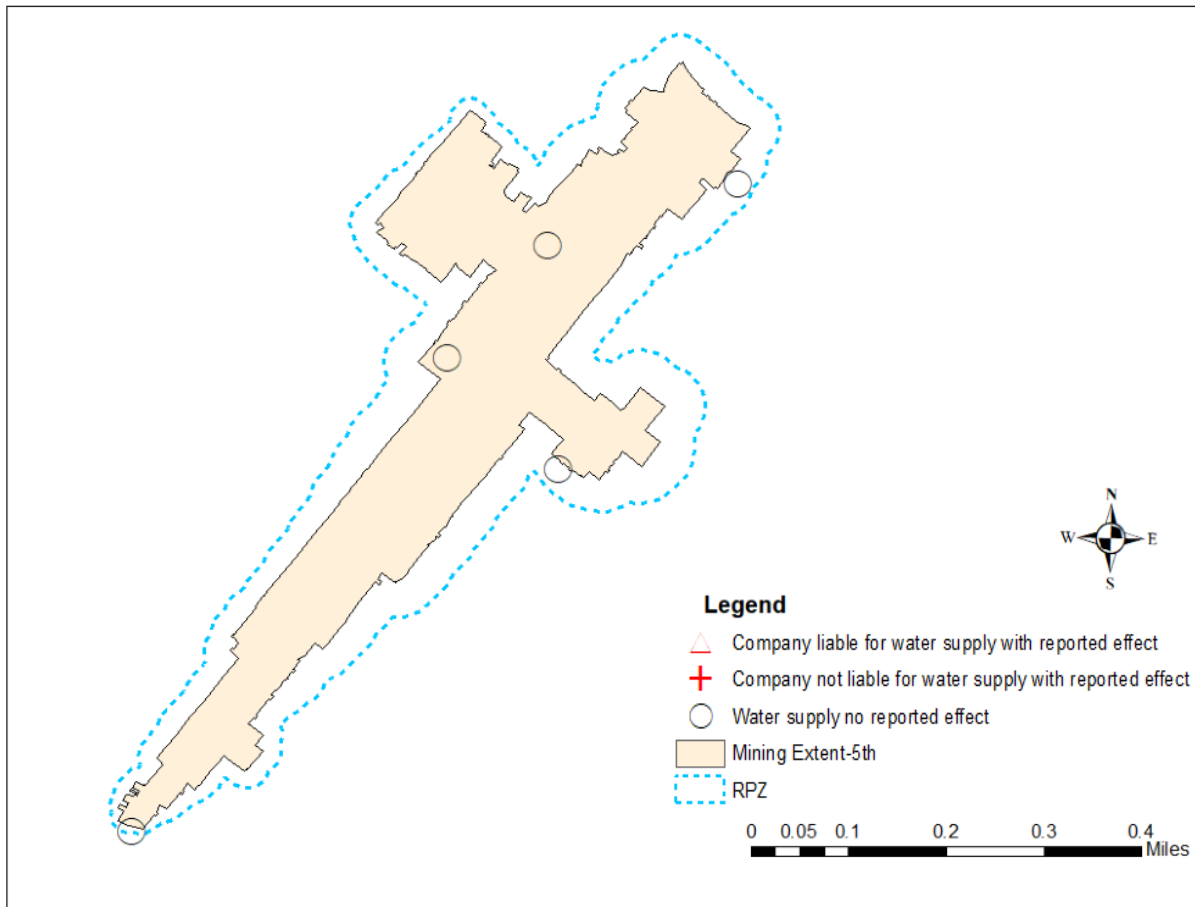 N
W E
S
Legend
Company liable for water supply with reported effect
Company not liable for water supply with reported effect
Water supply no reported effect
Mining Extent-5th
RPZ
0 0.05 0.1 0.2 0.3 0.4
Miles